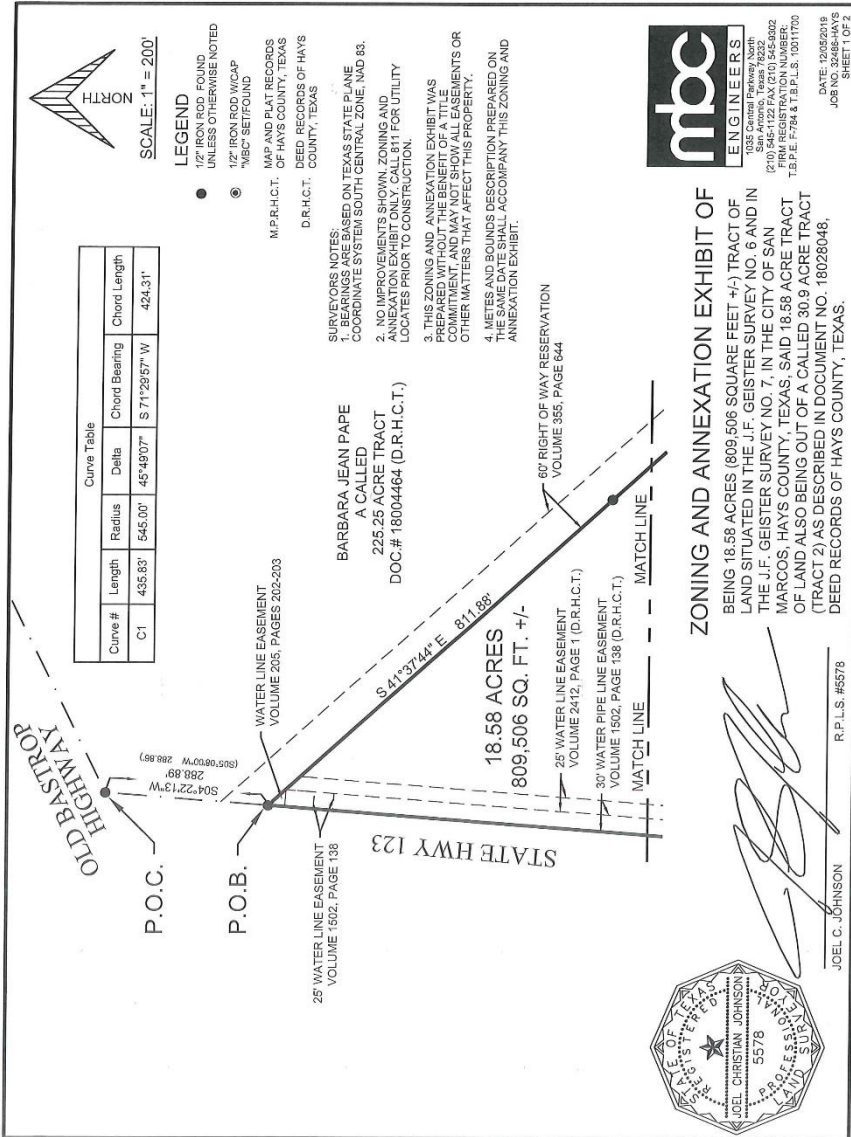 NORTH
SCALE: 1" = 200'
LEGEND
1/2" IRON ROD FOUND
UNLESS OTHERWISE NOTED
1/2" IRON ROD W/CAP
"MBC" SET/FOUND
M.P.R.H.C.T. MAP AND PLAT RECORDS
OF HAYS COUNTY, TEXAS
D.R.H.C.T. DEED RECORDS OF HAYS
COUNTY, TEXAS
Curve Table
Curve # Length Radius Delta Chord Bearing Chord Length
C1 435.83' 545.00' 45°49'07" S 71°29'57" W 424.31'
SURVEYORS NOTES:
1. BEARINGS ARE BASED ON TEXAS STATE PLANE
COORDINATE SYSTEM SOUTH CENTRAL ZONE, NAD 83.
2. NO IMPROVEMENTS SHOWN. ZONING AND
ANNEXATION EXHIBIT ONLY. CALL 811 FOR UTILITY
LOCATES PRIOR TO CONSTRUCTION.
3. THIS ZONING AND ANNEXATION EXHIBIT WAS
PREPARED WITHOUT THE BENEFIT OF A TITLE
COMMITMENT, AND MAY NOT SHOW ALL EASEMENTS OR
OTHER MATTERS THAT AFFECT THIS PROPERTY.
4. METES AND BOUNDS DESCRIPTION PREPARED ON
THE SAME DATE SHALL ACCOMPANY THIS ZONING AND
ANNEXATION EXHIBIT.
OLD BASTROP
HIGHWAY
P.O.C.
S04°22'13"W
288.89'
(S05°08'00"W 288.86')
P.O.B.
WATER LINE EASEMENT
VOLUME 205, PAGES 202-203
BARBARA JEAN PAPE
A CALLED
225.25 ACRE TRACT
DOC.# 18004464 (D.R.H.C.T.)
25' WATER LINE EASEMENT
VOLUME 1502, PAGE 138
S 41°37'44" E 811.88'
60' RIGHT OF WAY RESERVATION
VOLUME 355, PAGE 644
STATE HWY 123
18.58 ACRES
809,506 SQ. FT. +/-
25' WATER LINE EASEMENT
VOLUME 2412, PAGE 1 (D.R.H.C.T.)
30' WATER PIPE LINE EASEMENT
VOLUME 1502, PAGE 138 (D.R.H.C.T.)
MATCH LINE
MATCH LINE
ZONING AND ANNEXATION EXHIBIT OF
BEING 18.58 ACRES (809,506 SQUARE FEET +/-) TRACT OF
LAND SITUATED IN THE J.F. GEISTER SURVEY NO. 6 AND IN
THE J.F. GEISTER SURVEY NO. 7, IN THE CITY OF SAN
MARCOS, HAYS COUNTY, TEXAS, SAID 18.58 ACRE TRACT
OF LAND ALSO BEING OUT OF A CALLED 30.9 ACRE TRACT
(TRACT 2) AS DESCRIBED IN DOCUMENT NO. 18028048,
DEED RECORDS OF HAYS COUNTY, TEXAS.
STATE OF TEXAS
REGISTERED
JOEL CHRISTIAN JOHNSON
5578
PROFESSIONAL
LAND SURVEYOR
JOEL C. JOHNSON R.P.L.S. #5578
mbc
ENGINEERS
1035 Central Parkway North
San Antonio, Texas 78232
(210) 545-1122 FAX (210) 545-9302
FIRM REGISTRATION NUMBER:
T.B.P.E. F-784 & T.B.P.L.S. 10011700
DATE: 12/05/2019
JOB NO. 32486-HAYS
SHEET 1 OF 2